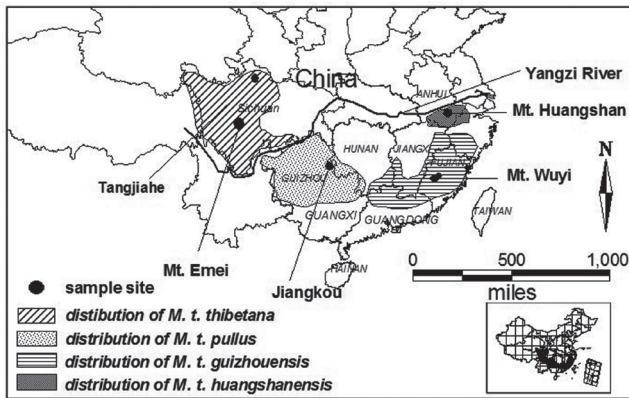 China
Yangzi River
ANHUI
Mt. Huangshan
Sichuan
Tangjiahe
HUNAN
JIANGXI
Mt. Wuyi
N
GUIZHOU
GUANGXI
GUANGDONG
TAIWAN
Mt. Emei
HAINAN
Jiangkou
0 500 1,000
miles
sample site
distibution of M. t. thibetana
distribution of M. t. pullus
distribution of M. t. guizhouensis
distribution of M. t. huangshanensis